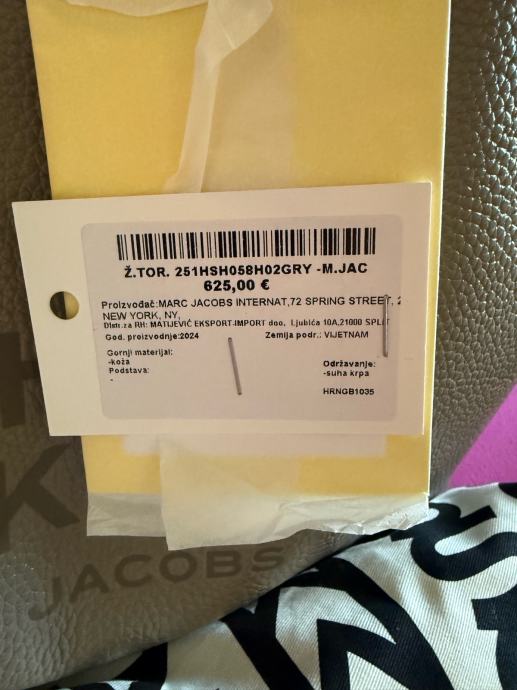 Ž.TOR. 251HSH058H02GRY -M.JAC
625,00 €
Proizvođač:MARC JACOBS INTERNAT,72 SPRING STREET, 2
NEW YORK, NY,
Distr.za RH: MATIJEVIĆ EKSPORT-IMPORT doo, Ljubića 10A,21000 SPLIT
God. proizvodnje:2024 Zemlja podr.: VIJETNAM
Gornji materijal:
-koža
Podstava:
-
Održavanje:
-suha krpa
HRNGB1035
K
JACOBS